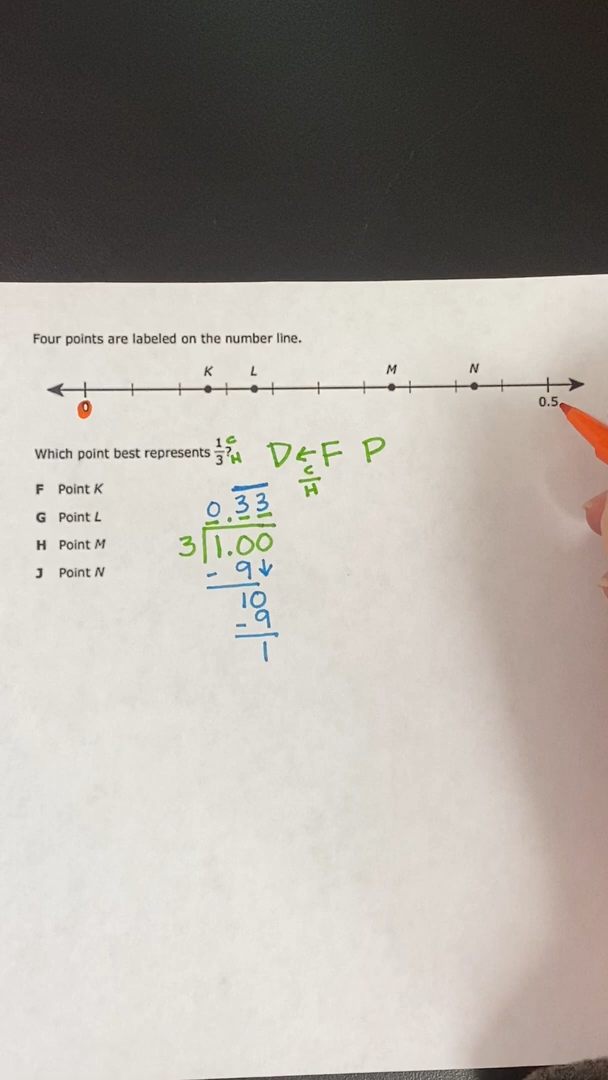 Four points are labeled on the number line.
K L M N
0 0.5
Which point best represents 1/3? C H D ← F P
C/H
F Point K
G Point L
H Point M
J Point N
0.33
3 1.00
- 9↓
10
- 9
1